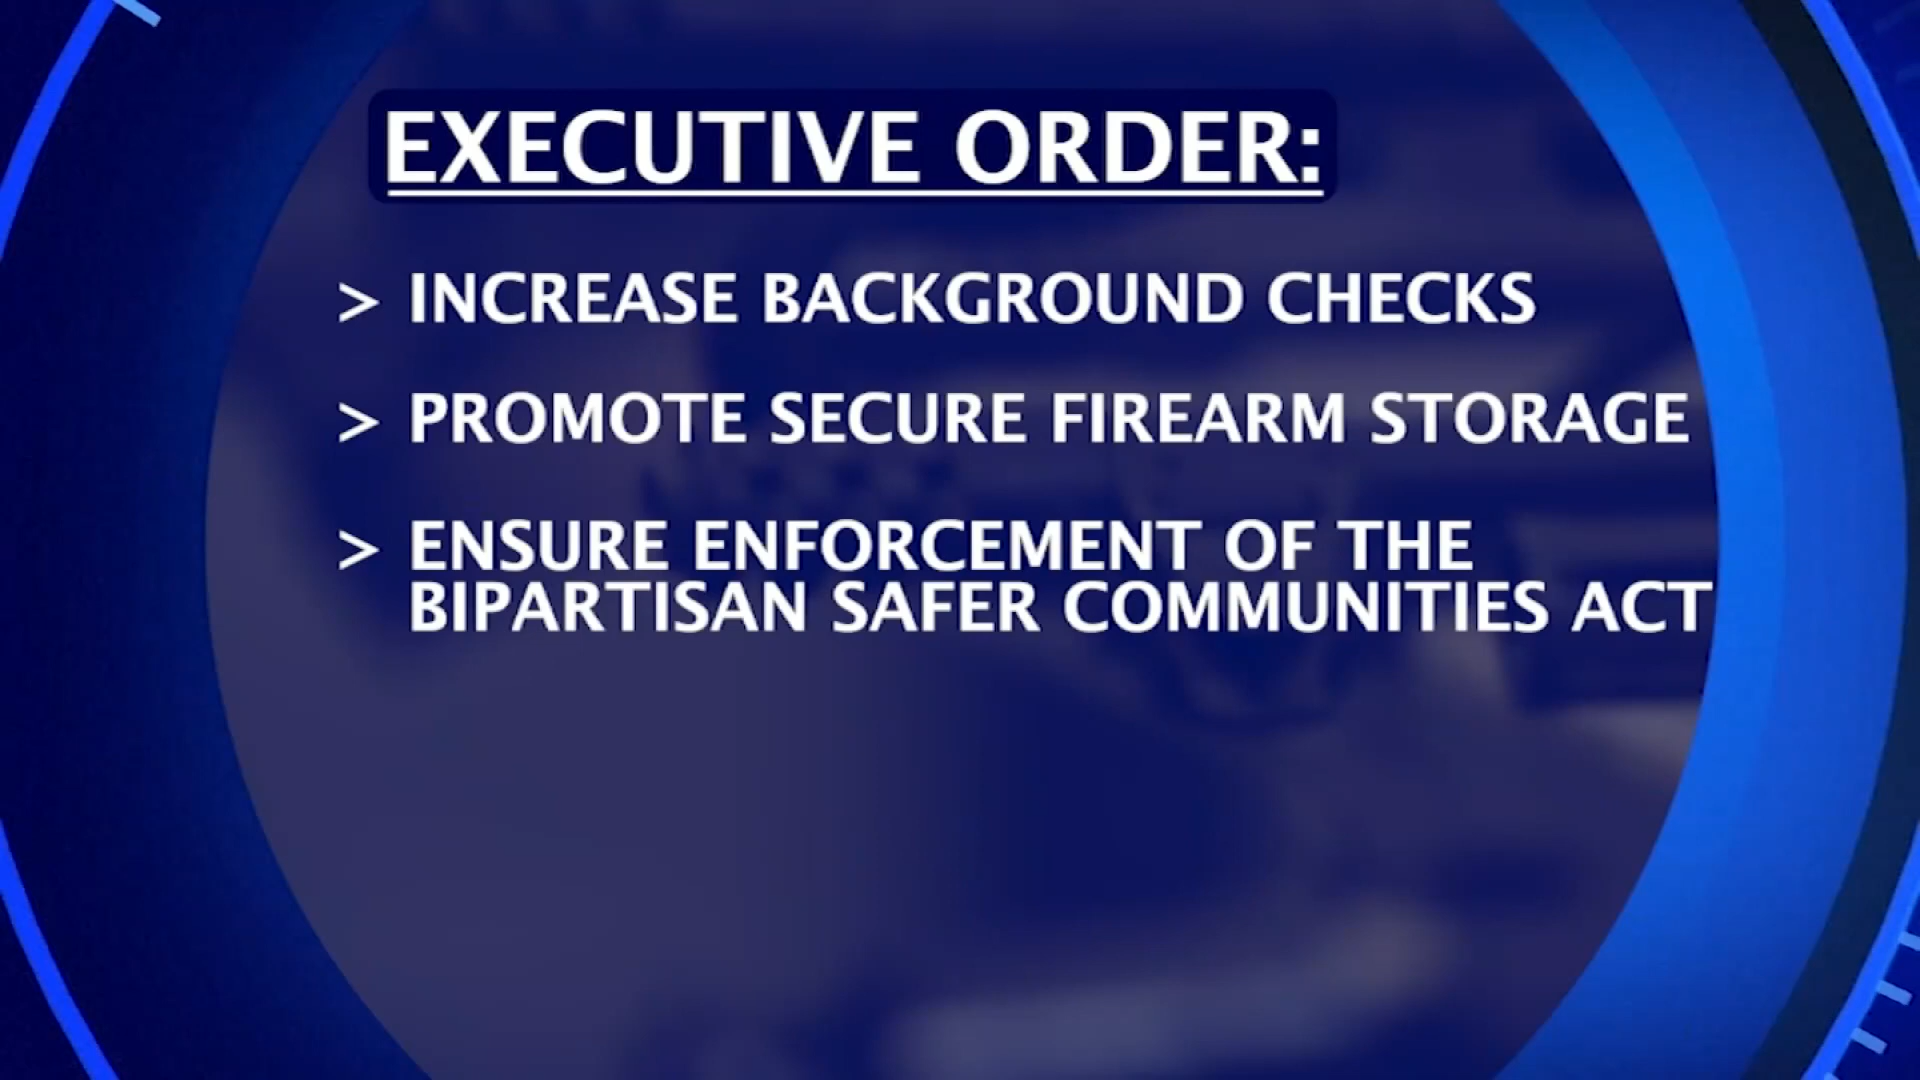 EXECUTIVE ORDER:
> INCREASE BACKGROUND CHECKS
> PROMOTE SECURE FIREARM STORAGE
> ENSURE ENFORCEMENT OF THE
BIPARTISAN SAFER COMMUNITIES ACT